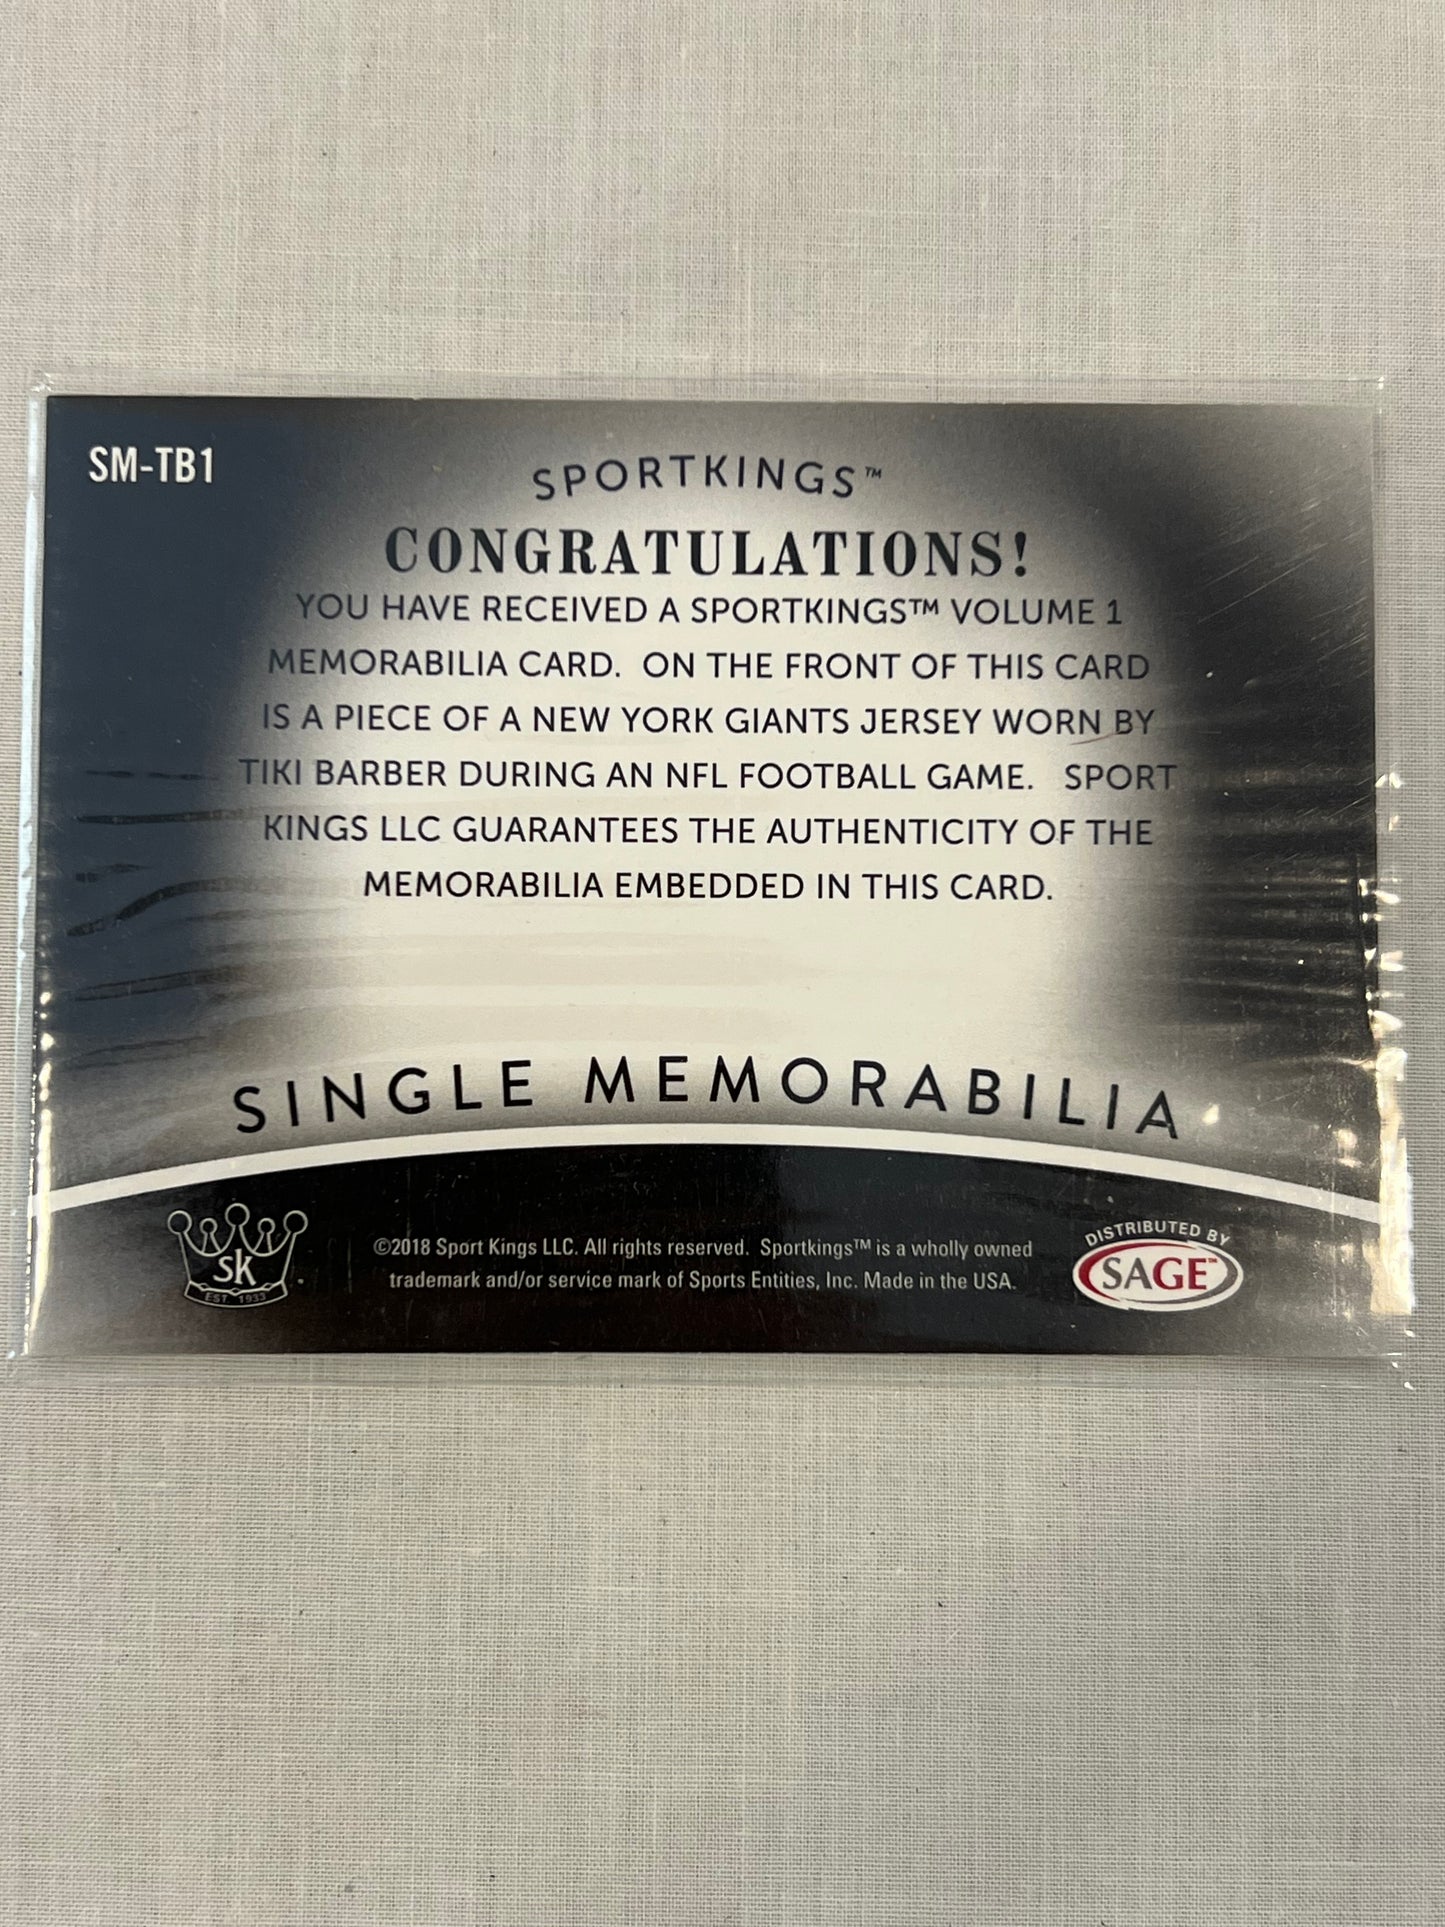 SM-TB1
SPORTKINGS™
CONGRATULATIONS!
YOU HAVE RECEIVED A SPORTKINGS™ VOLUME 1
MEMORABILIA CARD. ON THE FRONT OF THIS CARD
IS A PIECE OF A NEW YORK GIANTS JERSEY WORN BY
TIKI BARBER DURING AN NFL FOOTBALL GAME. SPORT
KINGS LLC GUARANTEES THE AUTHENTICITY OF THE
MEMORABILIA EMBEDDED IN THIS CARD.
SINGLE MEMORABILIA
sk
EST. 1933
©2018 Sport Kings LLC. All rights reserved. Sportkings™ is a wholly owned
trademark and/or service mark of Sports Entities, Inc. Made in the USA.
DISTRIBUTED BY
SAGE™